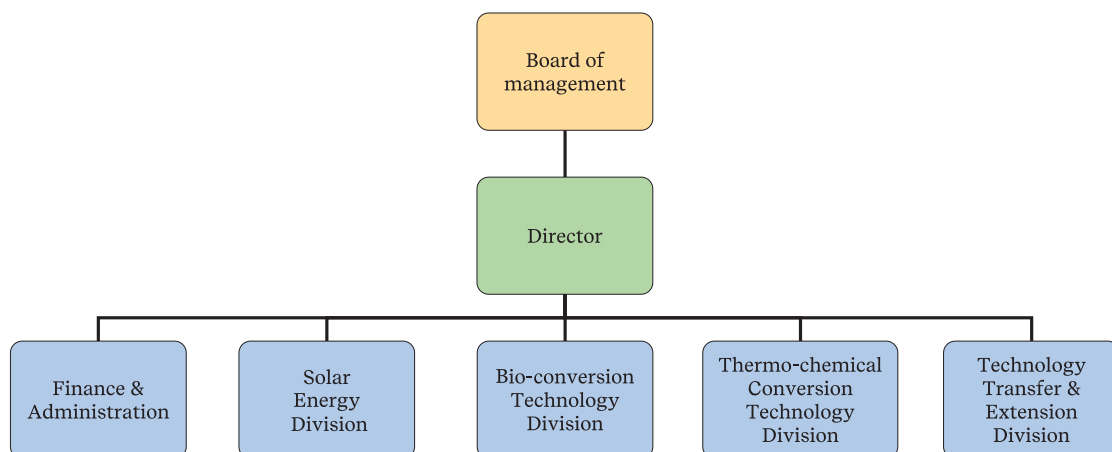 Board of
management
Director
Finance &
Administration
Solar
Energy
Division
Bio-conversion
Technology
Division
Thermo-chemical
Conversion
Technology
Division
Technology
Transfer &
Extension
Division